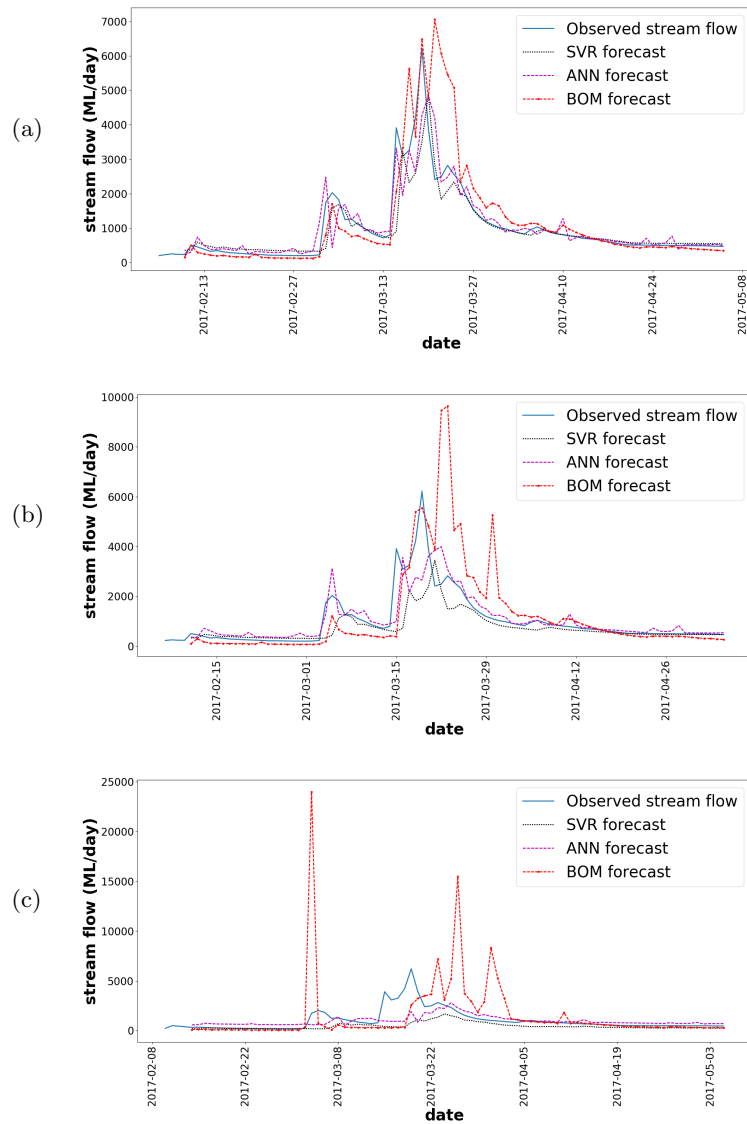 (a)
stream flow (ML/day)
7000
6000
5000
4000
3000
2000
1000
0
Observed stream flow
SVR forecast
ANN forecast
BOM forecast
2017-02-13
2017-02-27
2017-03-13
2017-03-27
2017-04-10
2017-04-24
2017-05-08
date
(b)
stream flow (ML/day)
10000
8000
6000
4000
2000
0
Observed stream flow
SVR forecast
ANN forecast
BOM forecast
2017-02-15
2017-03-01
2017-03-15
2017-03-29
2017-04-12
2017-04-26
date
(c)
stream flow (ML/day)
25000
20000
15000
10000
5000
0
Observed stream flow
SVR forecast
ANN forecast
BOM forecast
2017-02-08
2017-02-22
2017-03-08
2017-03-22
2017-04-05
2017-04-19
2017-05-03
date